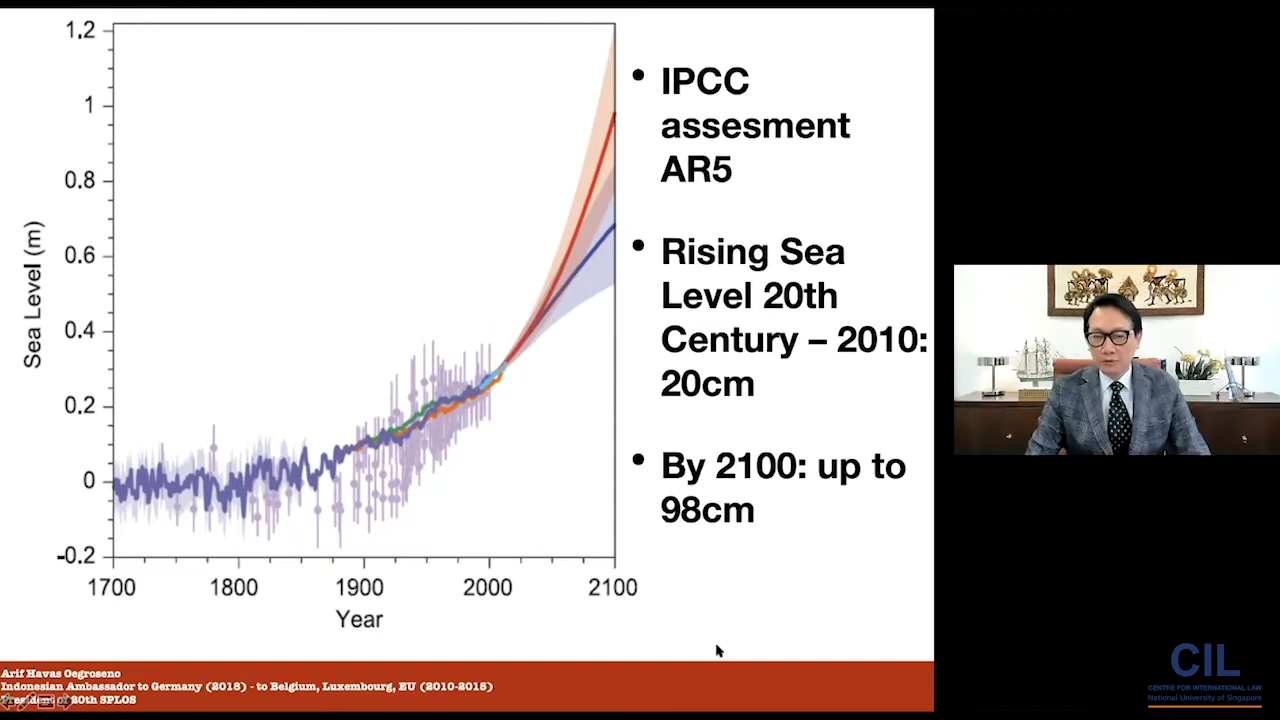 1.2
1
0.8
0.6
0.4
0.2
0
-0.2
Sea Level (m)
1700 1800 1900 2000 2100
Year
• IPCC
assesment
AR5
• Rising Sea
Level 20th
Century – 2010:
20cm
• By 2100: up to
98cm
Arif Havas Oegroseno
Indonesian Ambassador to Germany (2018) - to Belgium, Luxembourg, EU (2010-2015)
President of 20th SPLOS
CIL
CENTRE FOR INTERNATIONAL LAW
National University of Singapore